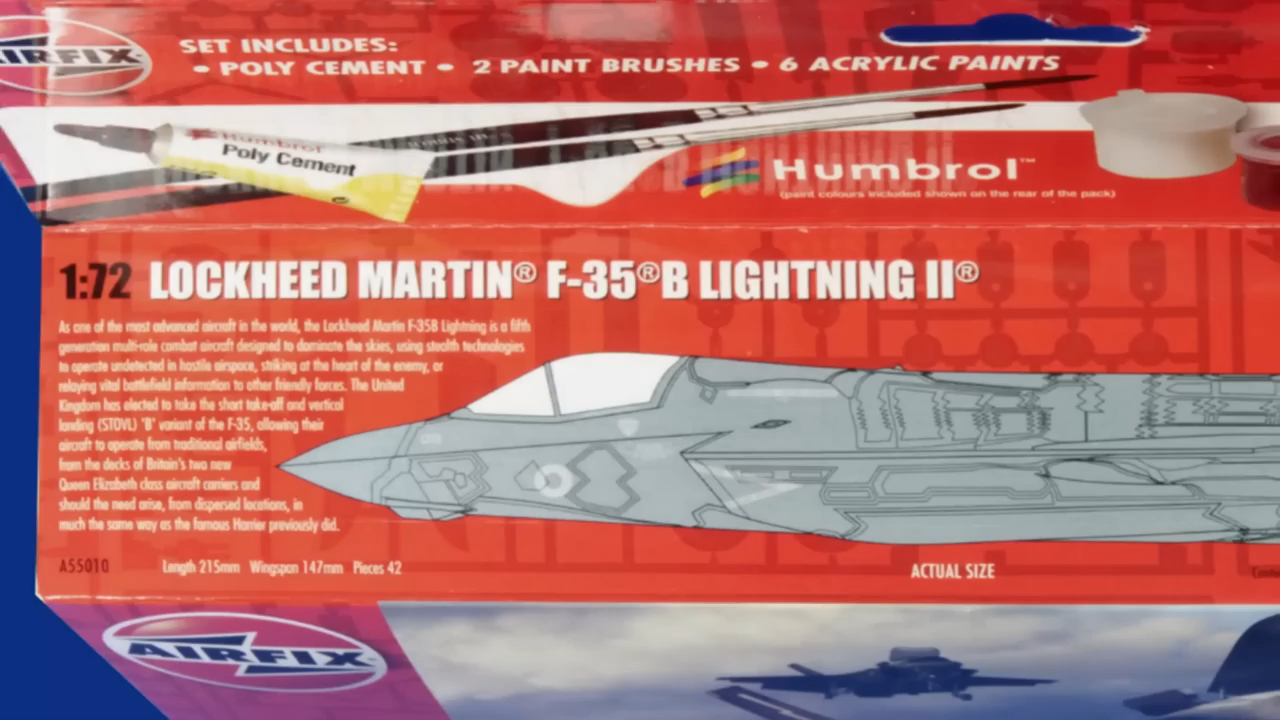 AIRFIX
SET INCLUDES:
• POLY CEMENT • 2 PAINT BRUSHES • 6 ACRYLIC PAINTS
Humbrol
Poly Cement
Humbrol™
(paint colours included shown on the rear of the pack)
1:72 LOCKHEED MARTIN® F-35®B LIGHTNING II®
As one of the most advanced aircraft in the world, the Lockheed Martin F-35B Lightning is a fifth
generation multi-role combat aircraft designed to dominate the skies, using stealth technologies
to operate undetected in hostile airspace, striking at the heart of the enemy, or
relaying vital battlefield information to other friendly forces. The United
Kingdom has elected to take the short take-off and vertical
landing (STOVL) "B" variant of the F-35, allowing their
aircraft to operate from traditional airfields,
from the decks of Britain's two new
Queen Elizabeth class aircraft carriers and
should the need arise, from dispersed locations, in
much the same way as the famous Harrier previously did.
A55010 Length 215mm Wingspan 147mm Pieces 42
ACTUAL SIZE
AIRFIX